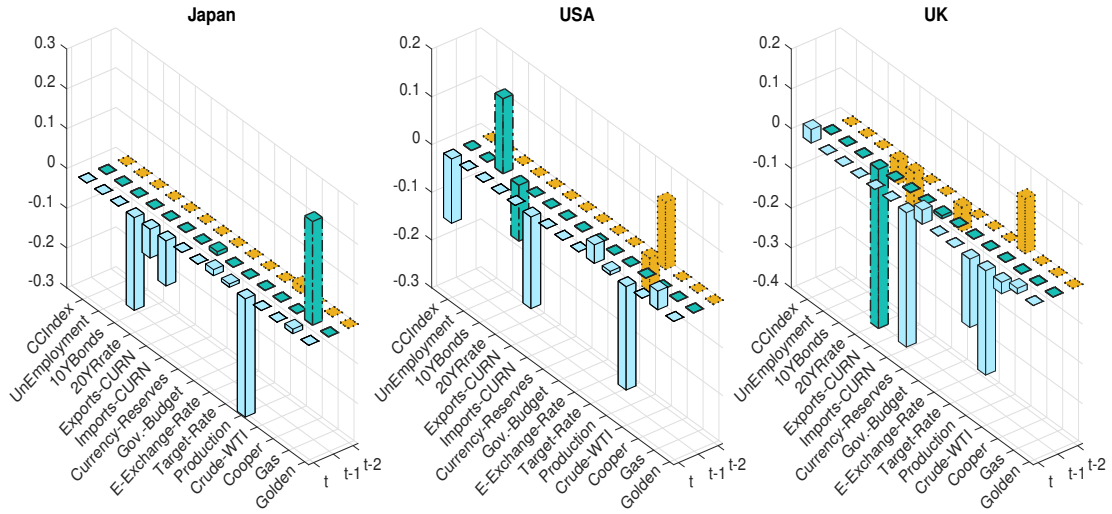 Japan
0.3
0.2
0.1
0
-0.1
-0.2
-0.3
CCIndex
UnEmployment
10YBonds
20YRrate
Exports-CURN
Imports-CURN
Currency-Reserves
Gov.-Budget
E-Exchange-Rate
Target-Rate
Production
Crude-WTI
Cooper
Gas
Golden
t
t-1
t-2
USA
0.2
0.1
0
-0.1
-0.2
-0.3
CCIndex
UnEmployment
10YBonds
20YRrate
Exports-CURN
Imports-CURN
Currency-Reserves
Gov.-Budget
E-Exchange-Rate
Target-Rate
Production
Crude-WTI
Cooper
Gas
Golden
t
t-1
t-2
UK
0.2
0.1
0
-0.1
-0.2
-0.3
-0.4
CCIndex
UnEmployment
10YBonds
20YRrate
Exports-CURN
Imports-CURN
Currency-Reserves
Gov.-Budget
E-Exchange-Rate
Target-Rate
Production
Crude-WTI
Cooper
Gas
Golden
t
t-1
t-2